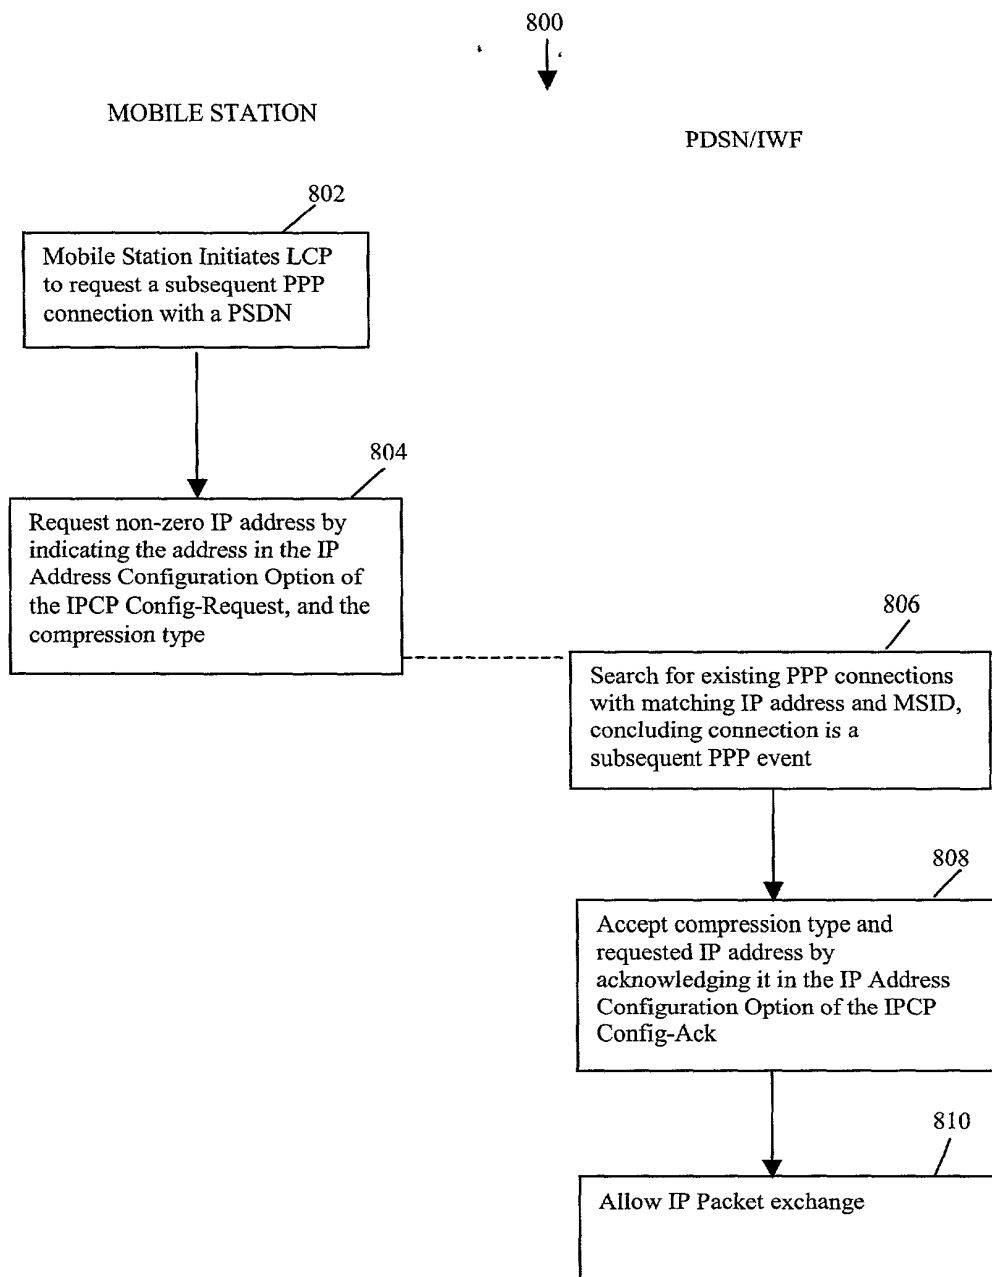 800
MOBILE STATION
PDSN/IWF
802
Mobile Station Initiates LCP
to request a subsequent PPP
connection with a PSDN
804
Request non-zero IP address by
indicating the address in the IP
Address Configuration Option of
the IPCP Config-Request, and the
compression type
806
Search for existing PPP connections
with matching IP address and MSID,
concluding connection is a
subsequent PPP event
808
Accept compression type and
requested IP address by
acknowledging it in the IP Address
Configuration Option of the IPCP
Config-Ack
810
Allow IP Packet exchange